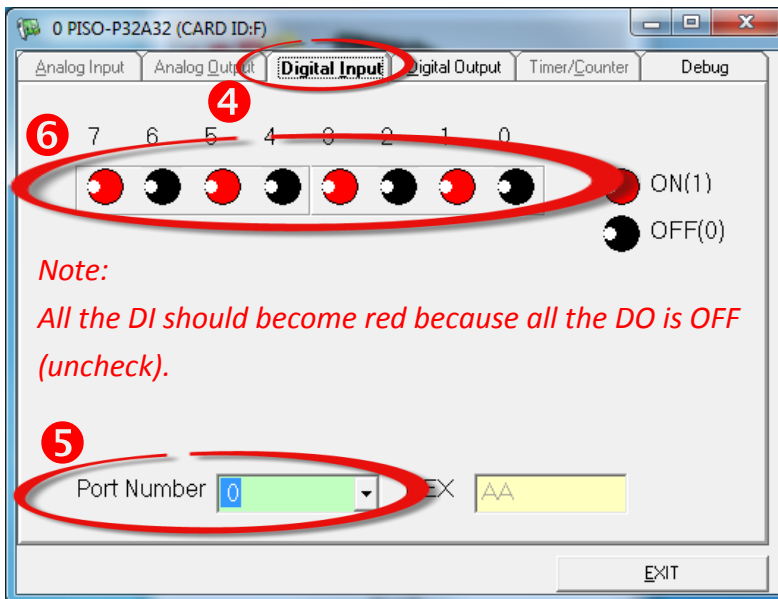 0 PISO-P32A32 (CARD ID:F)
Analog Input Analog Output Digital Input Digital Output Timer/Counter Debug
4
6 7 6 5 4 3 2 1 0
ON(1)
OFF(0)
Note:
All the DI should become red because all the DO is OFF
(uncheck).
5
Port Number 0 HEX AA
EXIT